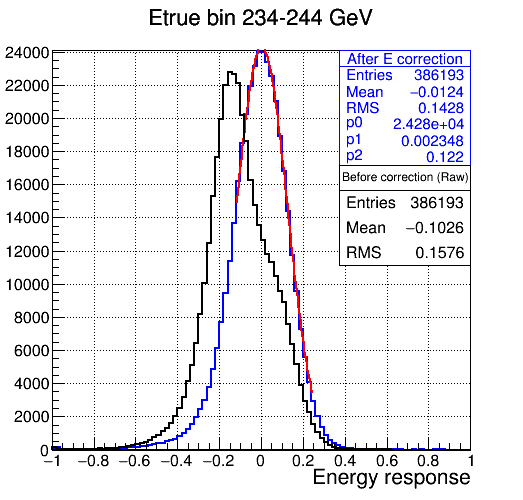 Etrue bin 234-244 GeV
After E correction
Entries 386193
Mean −0.0124
RMS 0.1428
p0 2.428e+04
p1 0.002348
p2 0.122
Before correction (Raw)
Entries 386193
Mean −0.1026
RMS 0.1576
24000
22000
20000
18000
16000
14000
12000
10000
8000
6000
4000
2000
0
−1 −0.8 −0.6 −0.4 −0.2 0 0.2 0.4 0.6 0.8 1
Energy response